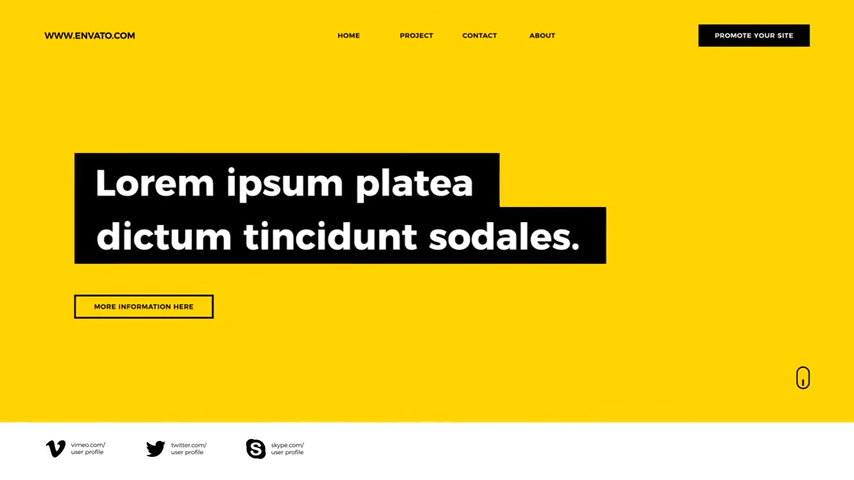 WWW.ENVATO.COM
HOME
PROJECT
CONTACT
ABOUT
PROMOTE YOUR SITE
Lorem ipsum platea
dictum tincidunt sodales.
MORE INFORMATION HERE
vimeo.com/
user profile
twitter.com/
user profile
skype.com/
user profile